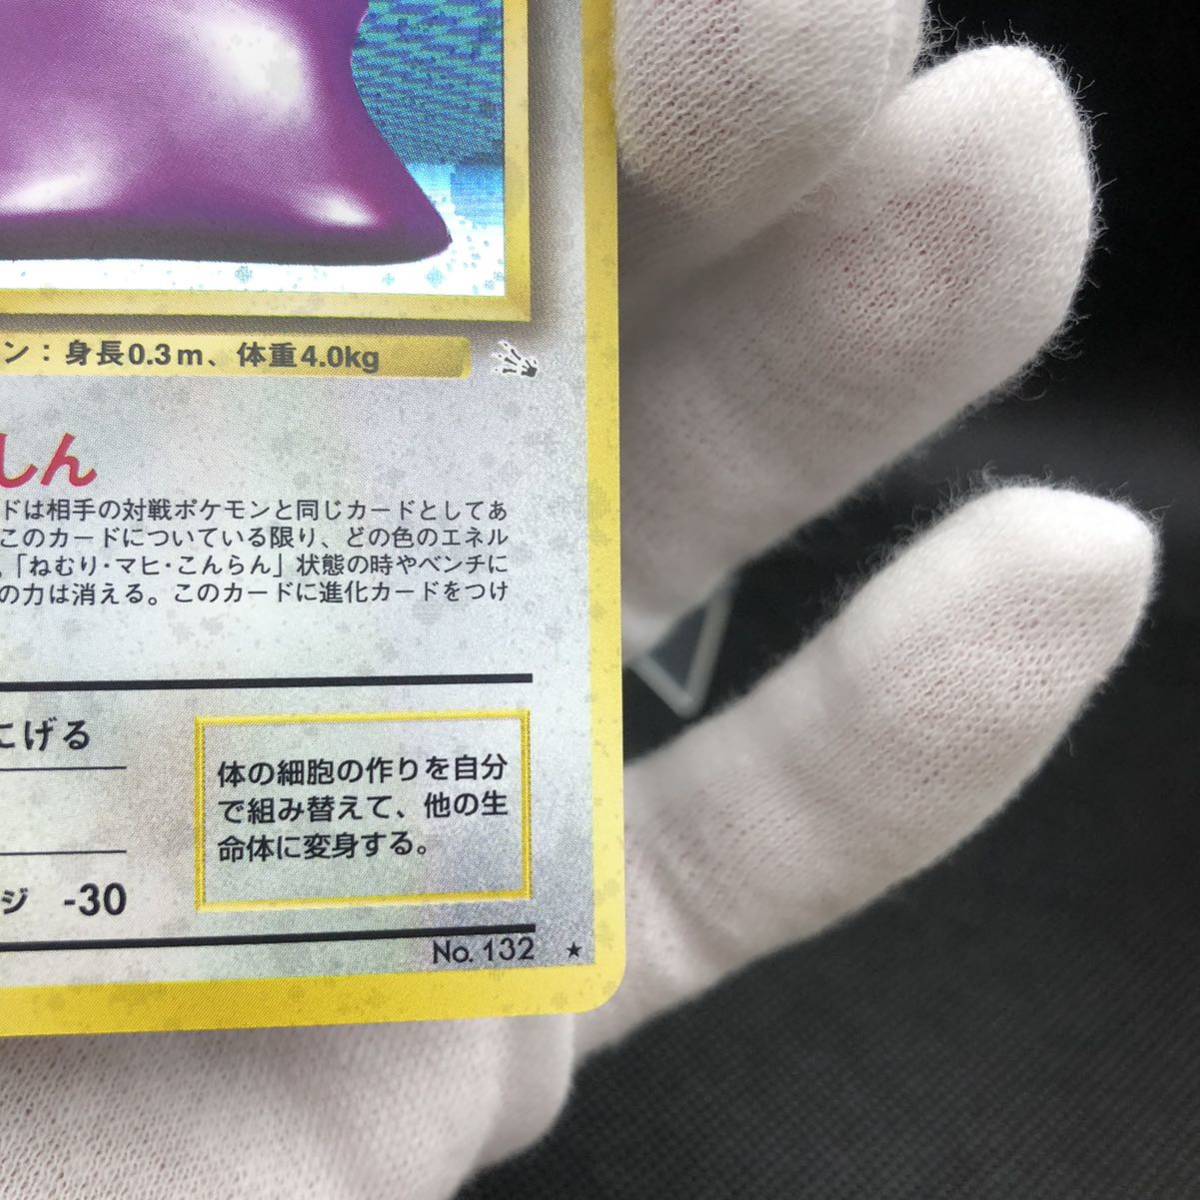 ン：身長0.3m、体重4.0kg
しん
ドは相手の対戦ポケモンと同じカードとしてあ
このカードについている限り、どの色のエネル
。「ねむり・マヒ・こんらん」状態の時やベンチに
の力は消える。このカードに進化カードをつけ
にげる
体の細胞の作りを自分
で組み替えて、他の生
命体に変身する。
ジ -30
No. 132 ★